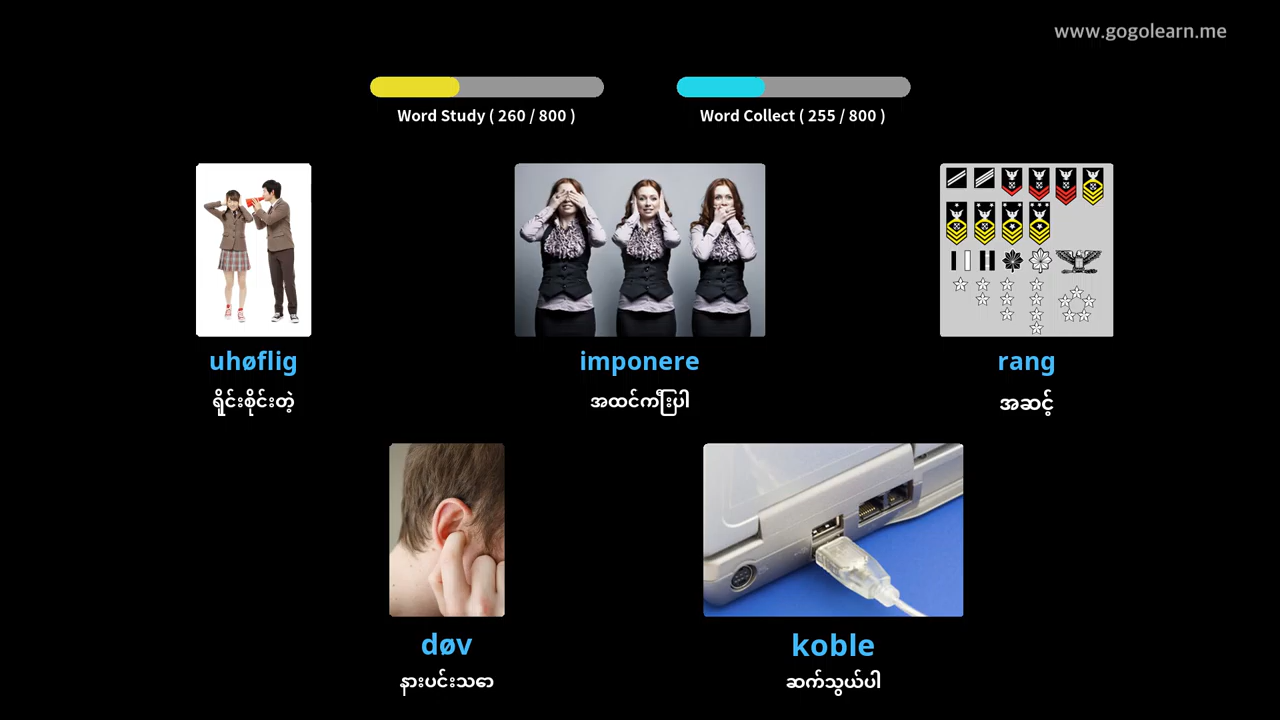 www.gogolearn.me
Word Study ( 260 / 800 )
Word Collect ( 255 / 800 )
uhøflig
imponere
rang
ရိုင်းစိုင်းတဲ့
အထင်ကြီးပါ
အဆင့်
døv
koble
နားပင်းသော
ဆက်သွယ်ပါ